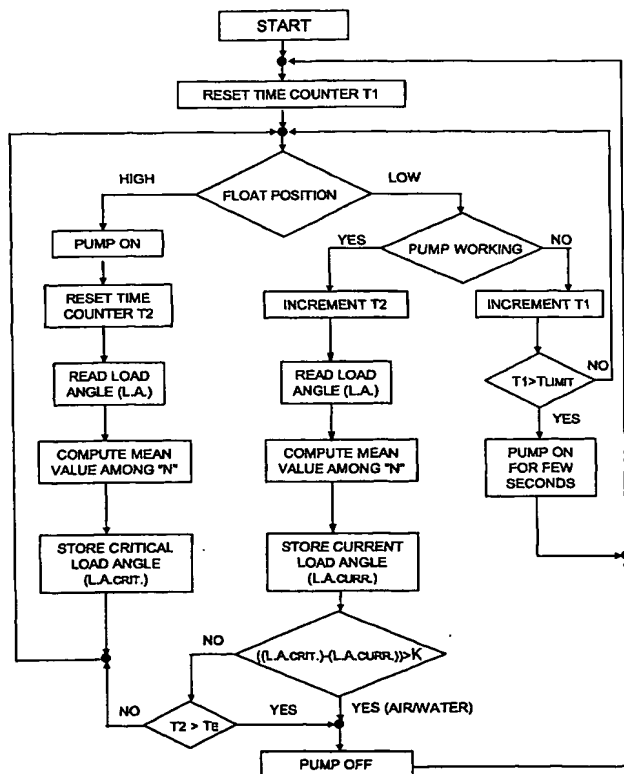 START
RESET TIME COUNTER T1
FLOAT POSITION
HIGH
LOW
PUMP ON
RESET TIME
COUNTER T2
READ LOAD
ANGLE (L.A.)
COMPUTE MEAN
VALUE AMONG "N"
STORE CRITICAL
LOAD ANGLE
(L.A.CRIT.)
PUMP WORKING
YES
NO
INCREMENT T2
READ LOAD
ANGLE (L.A.)
COMPUTE MEAN
VALUE AMONG "N"
STORE CURRENT
LOAD ANGLE
(L.A.CURR.)
INCREMENT T1
T1>TLIMIT
NO
YES
PUMP ON
FOR FEW
SECONDS
((L.A.CRIT.)-(L.A.CURR.))>K
NO
YES (AIR/WATER)
T2 > TE
NO
YES
PUMP OFF